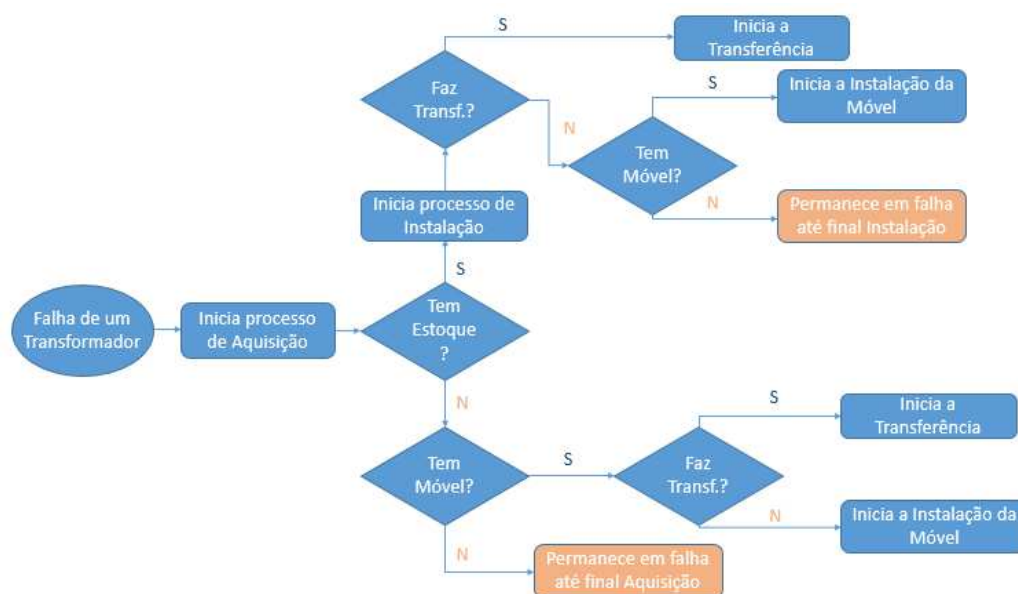 S
Inicia a
Transferência
Faz
Transf.?
S
Inicia a Instalação da
Móvel
N
Tem
Móvel?
N
Permanece em falha
até final Instalação
Inicia processo de
Instalação
S
Falha de um
Transformador
Inicia processo
de Aquisição
Tem
Estoque
?
N
S
Inicia a
Transferência
Tem
Móvel?
S
Faz
Transf.?
N
Inicia a Instalação da
Móvel
N
Permanece em falha
até final Aquisição